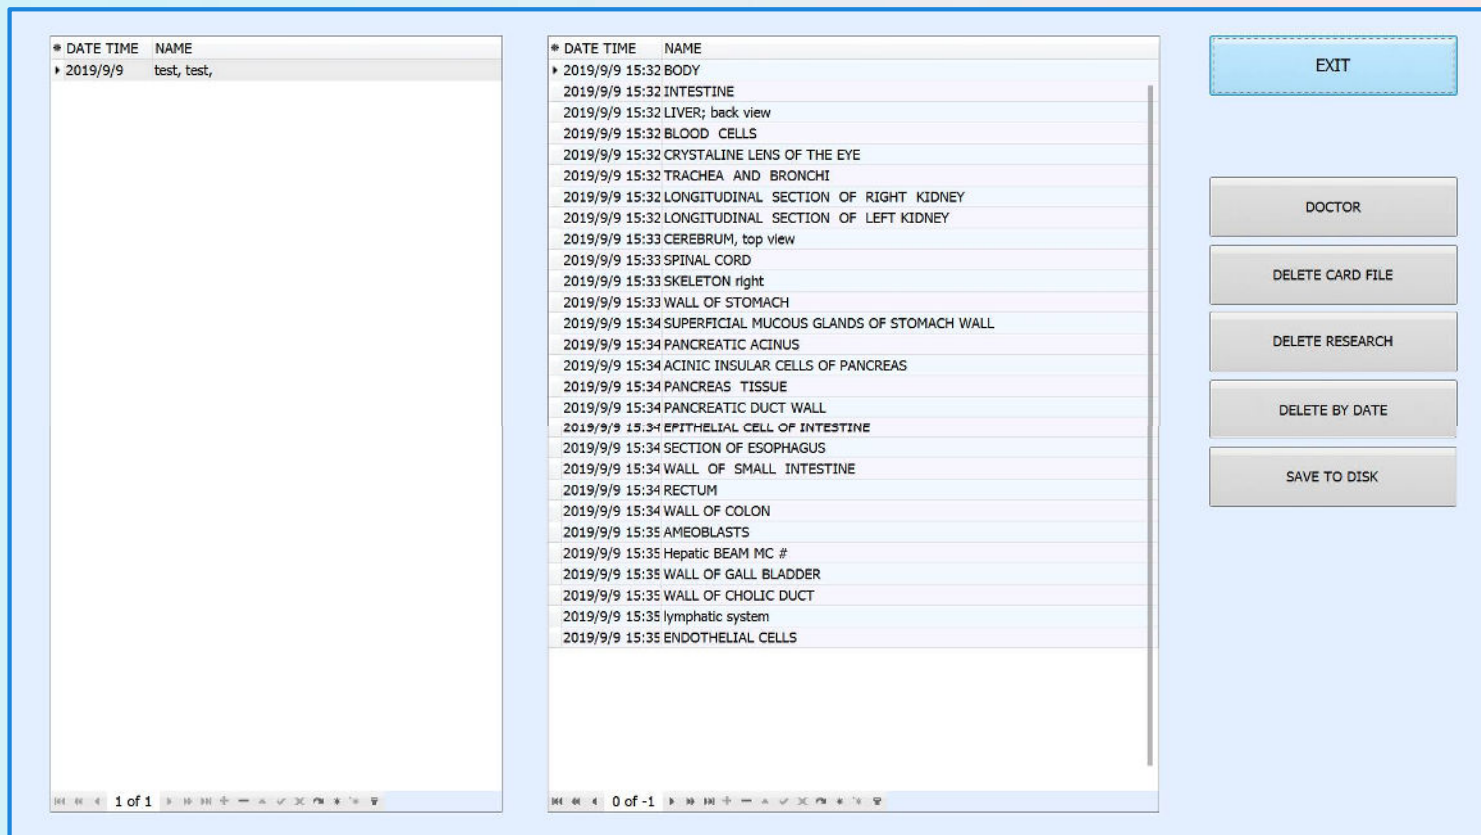 DATE TIME NAME
2019/9/9 test, test,
1 of 1
DATE TIME NAME
2019/9/9 15:32 BODY
2019/9/9 15:32 INTESTINE
2019/9/9 15:32 LIVER; back view
2019/9/9 15:32 BLOOD CELLS
2019/9/9 15:32 CRYSTALINE LENS OF THE EYE
2019/9/9 15:32 TRACHEA AND BRONCHI
2019/9/9 15:32 LONGITUDINAL SECTION OF RIGHT KIDNEY
2019/9/9 15:32 LONGITUDINAL SECTION OF LEFT KIDNEY
2019/9/9 15:33 CEREBRUM, top view
2019/9/9 15:33 SPINAL CORD
2019/9/9 15:33 SKELETON right
2019/9/9 15:33 WALL OF STOMACH
2019/9/9 15:34 SUPERFICIAL MUCOUS GLANDS OF STOMACH WALL
2019/9/9 15:34 PANCREATIC ACINUS
2019/9/9 15:34 ACINIC INSULAR CELLS OF PANCREAS
2019/9/9 15:34 PANCREAS TISSUE
2019/9/9 15:34 PANCREATIC DUCT WALL
2019/9/9 15:34 EPITHELIAL CELL OF INTESTINE
2019/9/9 15:34 SECTION OF ESOPHAGUS
2019/9/9 15:34 WALL OF SMALL INTESTINE
2019/9/9 15:34 RECTUM
2019/9/9 15:34 WALL OF COLON
2019/9/9 15:35 AMEOBLASTS
2019/9/9 15:35 Hepatic BEAM MC #
2019/9/9 15:35 WALL OF GALL BLADDER
2019/9/9 15:35 WALL OF CHOLIC DUCT
2019/9/9 15:35 lymphatic system
2019/9/9 15:35 ENDOTHELIAL CELLS
0 of -1
EXIT
DOCTOR
DELETE CARD FILE
DELETE RESEARCH
DELETE BY DATE
SAVE TO DISK